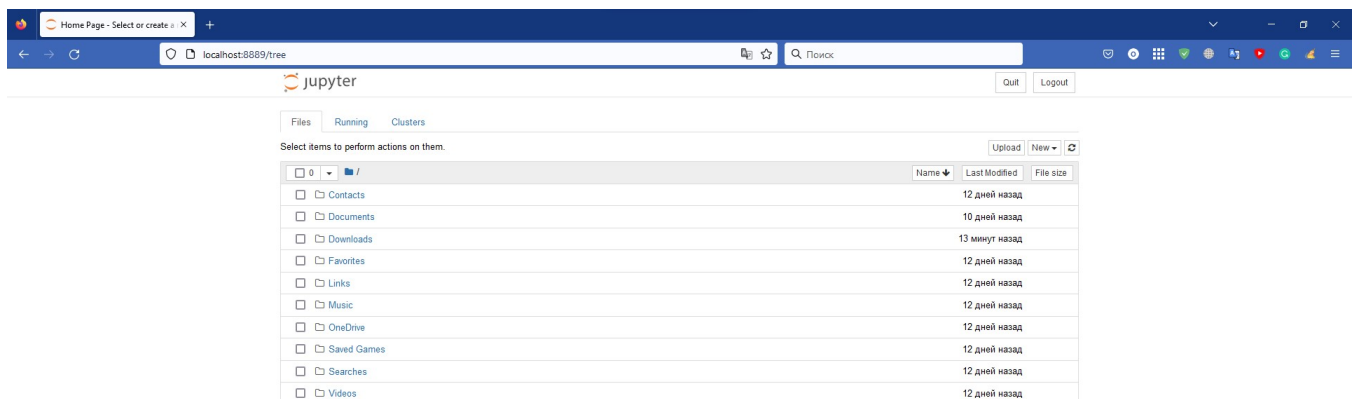 Home Page - Select or create a
localhost:8889/tree
Поиск
jupyter
Quit Logout
Files Running Clusters
Select items to perform actions on them.
Upload New
0 /
Name Last Modified File size
Contacts 12 дней назад
Documents 10 дней назад
Downloads 13 минут назад
Favorites 12 дней назад
Links 12 дней назад
Music 12 дней назад
OneDrive 12 дней назад
Saved Games 12 дней назад
Searches 12 дней назад
Videos 12 дней назад